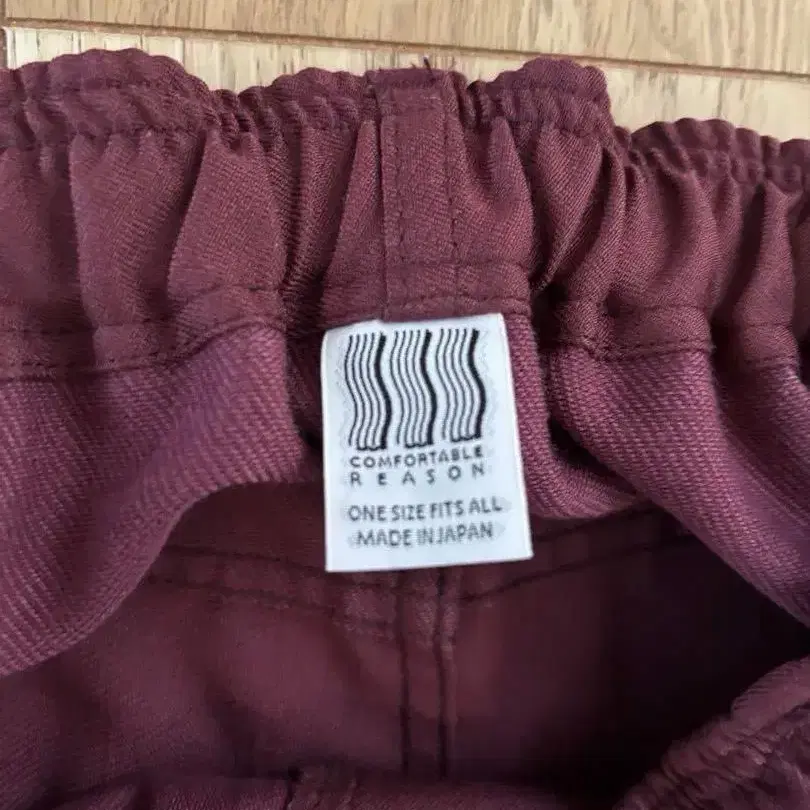 COMFORTABLE
REASON
ONE SIZE FITS ALL
MADE IN JAPAN